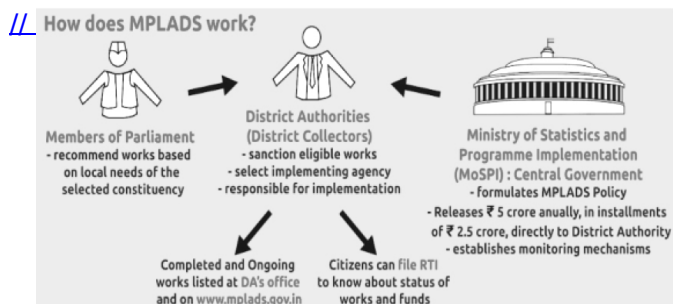 //
How does MPLADS work?
Members of Parliament
- recommend works based
on local needs of the
selected constituency
District Authorities
(District Collectors)
- sanction eligible works
- select implementing agency
- responsible for implementation
Ministry of Statistics and
Programme Implementation
(MoSPI) : Central Government
- formulates MPLADS Policy
- Releases ₹ 5 crore anually, in installments
of ₹ 2.5 crore, directly to District Authority
- establishes monitoring mechanisms
Completed and Ongoing
works listed at DA's office
and on www.mplads.gov.in
Citizens can file RTI
to know about status of
works and funds